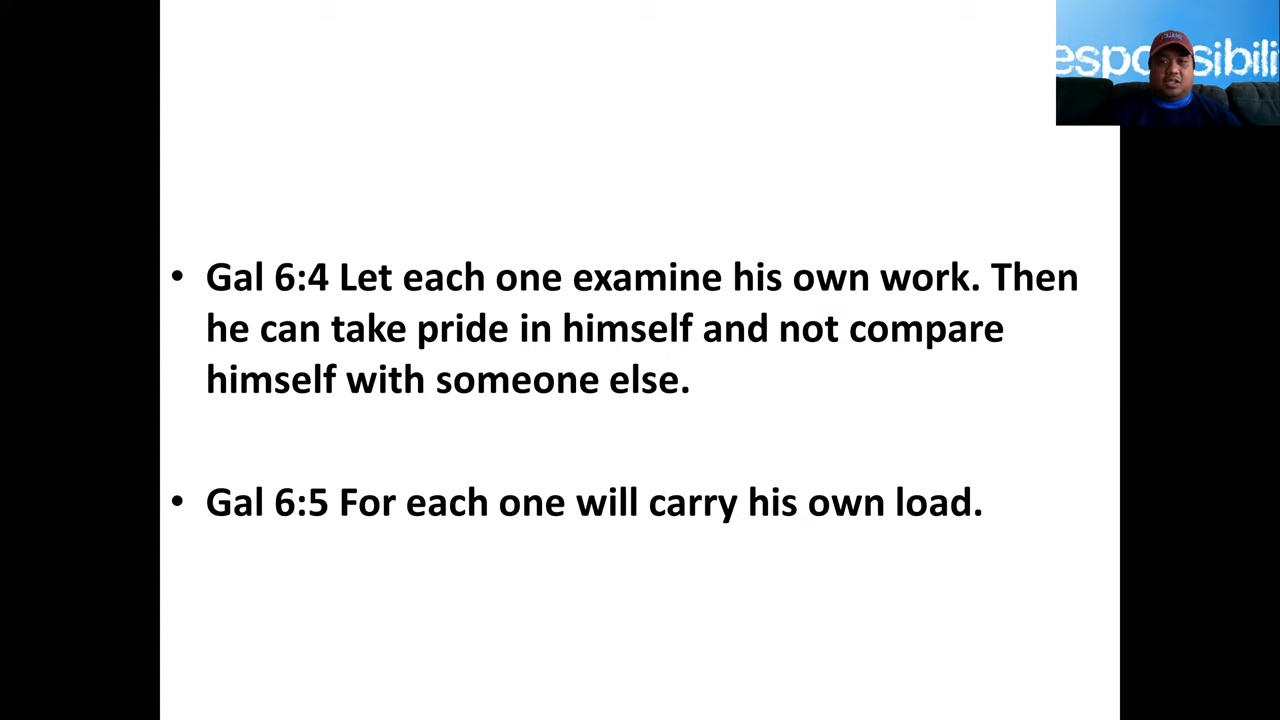 esponsibili
• Gal 6:4 Let each one examine his own work. Then
he can take pride in himself and not compare
himself with someone else.
• Gal 6:5 For each one will carry his own load.